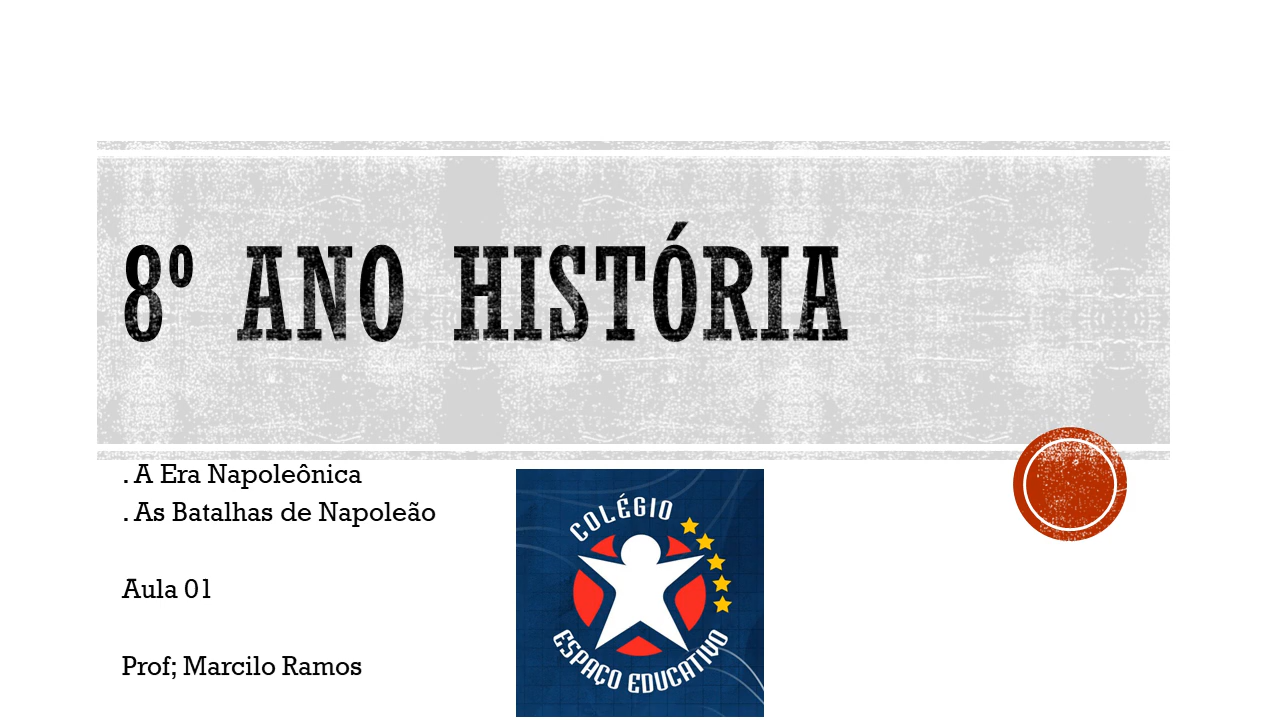 8º ANO HISTÓRIA
. A Era Napoleônica
. As Batalhas de Napoleão
Aula 01
Prof; Marcilo Ramos
COLÉGIO
ESPAÇO EDUCATIVO